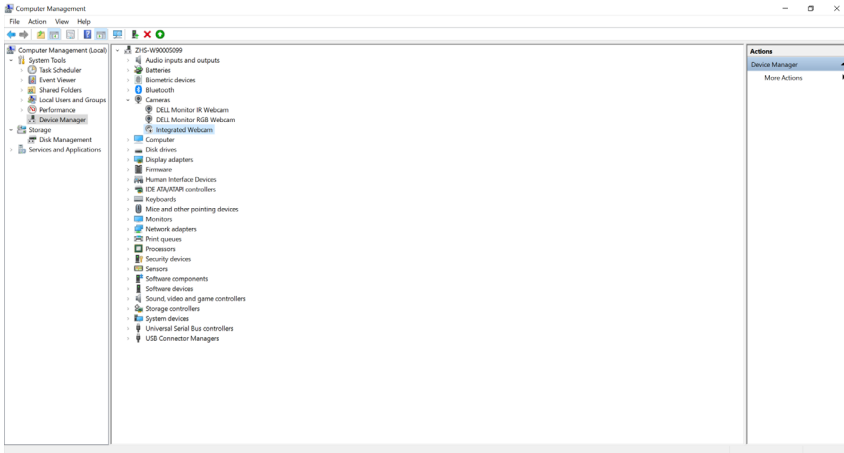 Computer Management
File Action View Help
Computer Management (Local)
System Tools
Task Scheduler
Event Viewer
Shared Folders
Local Users and Groups
Performance
Device Manager
Storage
Disk Management
Services and Applications
ZHS-W90005099
Audio inputs and outputs
Batteries
Biometric devices
Bluetooth
Cameras
DELL Monitor IR Webcam
DELL Monitor RGB Webcam
Integrated Webcam
Computer
Disk drives
Display adapters
Firmware
Human Interface Devices
IDE ATA/ATAPI controllers
Keyboards
Mice and other pointing devices
Monitors
Network adapters
Print queues
Processors
Security devices
Sensors
Software components
Software devices
Sound, video and game controllers
Storage controllers
System devices
Universal Serial Bus controllers
USB Connector Managers
Actions
Device Manager
More Actions